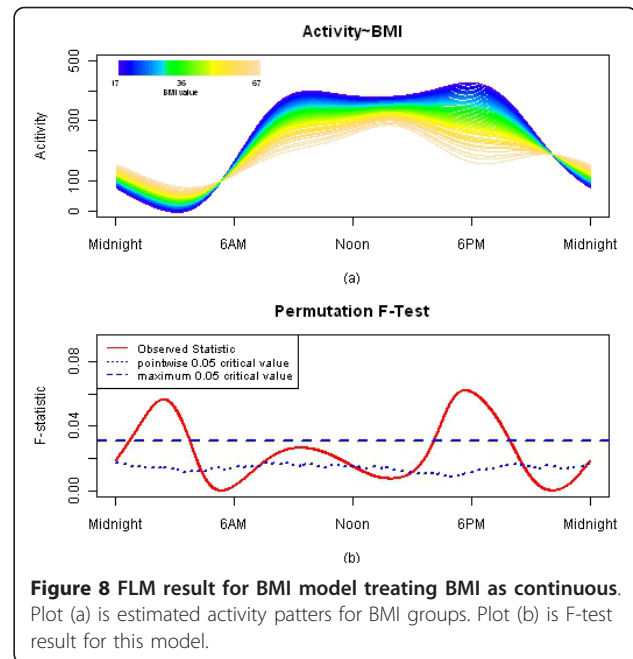 Activity~BMI
500
300
100
0
Acitivity
17 36 67
BMI value
Midnight 6AM Noon 6PM Midnight
(a)
Permutation F-Test
Observed Statistic
pointwise 0.05 critical value
maximum 0.05 critical value
0.08
0.04
0.00
F-statistic
Midnight 6AM Noon 6PM Midnight
(b)
Figure 8 FLM result for BMI model treating BMI as continuous.
Plot (a) is estimated activity patters for BMI groups. Plot (b) is F-test
result for this model.